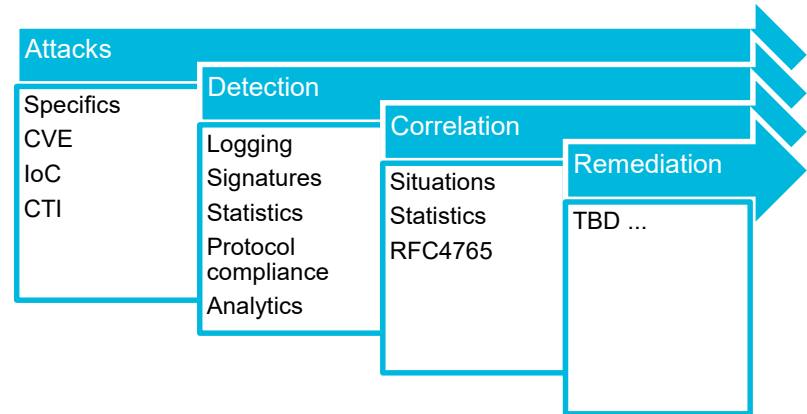 Attacks
Specifics
CVE
IoC
CTI
Detection
Logging
Signatures
Statistics
Protocol
compliance
Analytics
Correlation
Situations
Statistics
RFC4765
Remediation
TBD ...